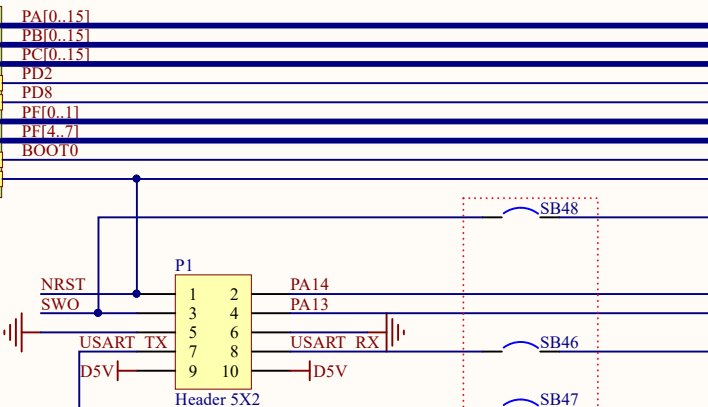 PA[0..15]
PB[0..15]
PC[0..15]
PD2
PD8
PF[0..1]
PF[4..7]
BOOT0
SB48
P1
NRST 1 2 PA14
SWO 3 4 PA13
5 6
USART_TX 7 8 USART_RX SB46
D5V 9 10 D5V
Header 5X2 SB47